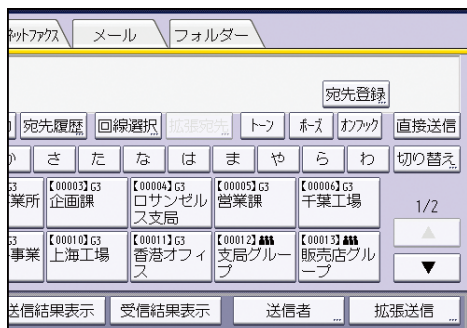 ネットファクス メール フォルダー
宛先登録
宛先履歴 回線選択 拡張宛先 トーン ポーズ オンフック 直接送信
か さ た な は ま や ら わ 切り替え
G3 【00003】G3 【00004】G3 【00005】G3 【00006】G3
業所 企画課 ロサンゼル 営業課 千葉工場 1/2
ス支局
G3 【00010】G3 【00011】G3 【00012】 【00013】
事業 上海工場 香港オフィ 支局グルー 販売店グル
ス プ ープ
送信結果表示 受信結果表示 送信者 拡張送信